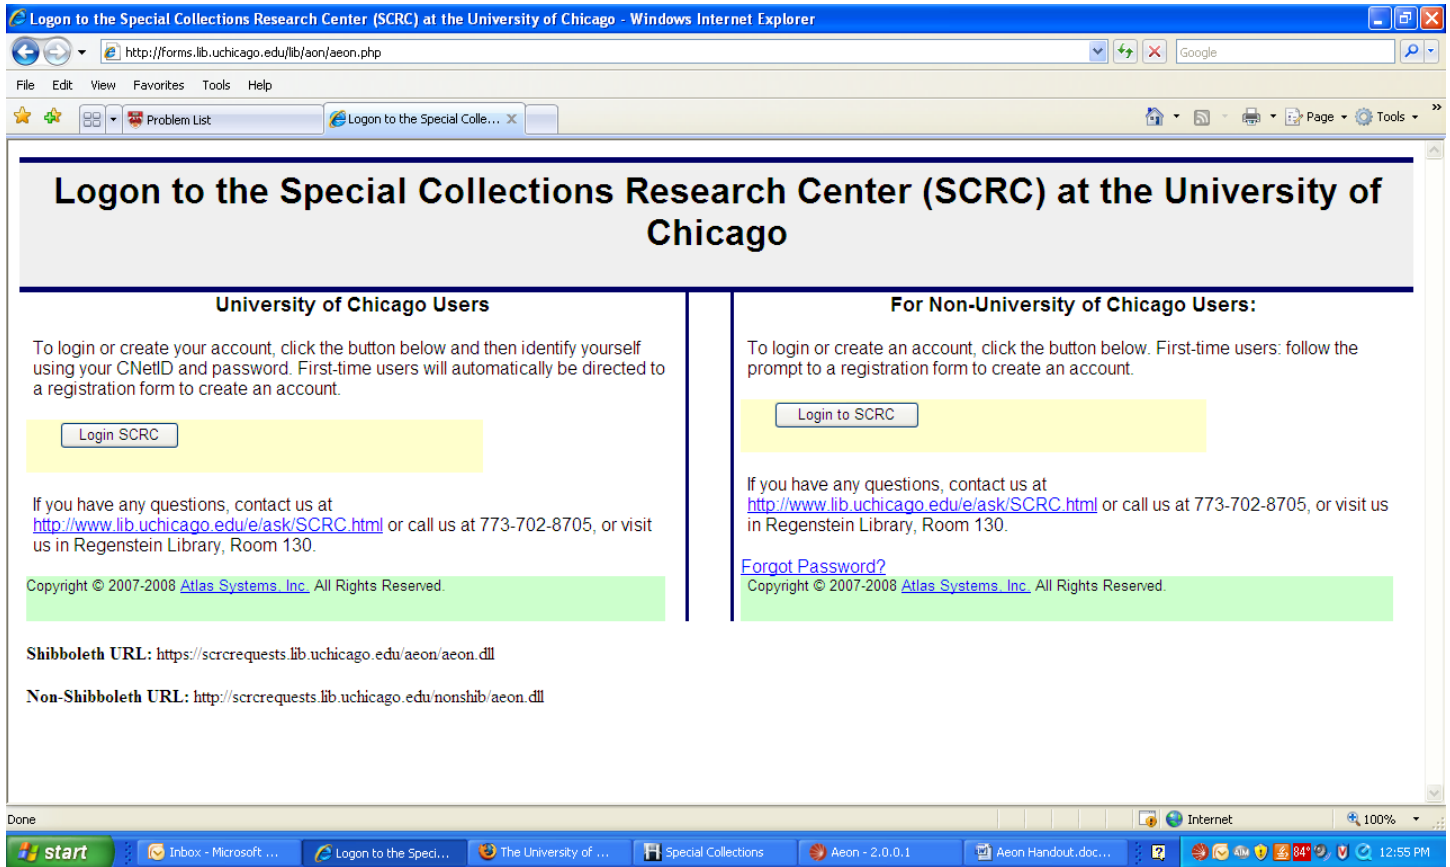 Logon to the Special Collections Research Center (SCRC) at the University of Chicago - Windows Internet Explorer
http://forms.lib.uchicago.edu/lib/aon/aeon.php
Google
File Edit View Favorites Tools Help
Problem List
Logon to the Special Colle...
Page
Tools
Logon to the Special Collections Research Center (SCRC) at the University of
Chicago
University of Chicago Users
To login or create your account, click the button below and then identify yourself
using your CNetID and password. First-time users will automatically be directed to
a registration form to create an account.
Login SCRC
If you have any questions, contact us at
http://www.lib.uchicago.edu/e/ask/SCRC.html or call us at 773-702-8705, or visit
us in Regenstein Library, Room 130.
Copyright © 2007-2008 Atlas Systems, Inc. All Rights Reserved.
For Non-University of Chicago Users:
To login or create an account, click the button below. First-time users: follow the
prompt to a registration form to create an account.
Login to SCRC
If you have any questions, contact us at
http://www.lib.uchicago.edu/e/ask/SCRC.html or call us at 773-702-8705, or visit us
in Regenstein Library, Room 130.
Forgot Password?
Copyright © 2007-2008 Atlas Systems, Inc. All Rights Reserved.
Shibboleth URL: https://scrcrequests.lib.uchicago.edu/aeon/aeon.dll
Non-Shibboleth URL: http://scrcrequests.lib.uchicago.edu/nonshib/aeon.dll
Done
Internet
100%
start
Inbox - Microsoft ...
Logon to the Speci...
The University of ...
Special Collections
Aeon - 2.0.0.1
Aeon Handout.doc...
84°
12:55 PM